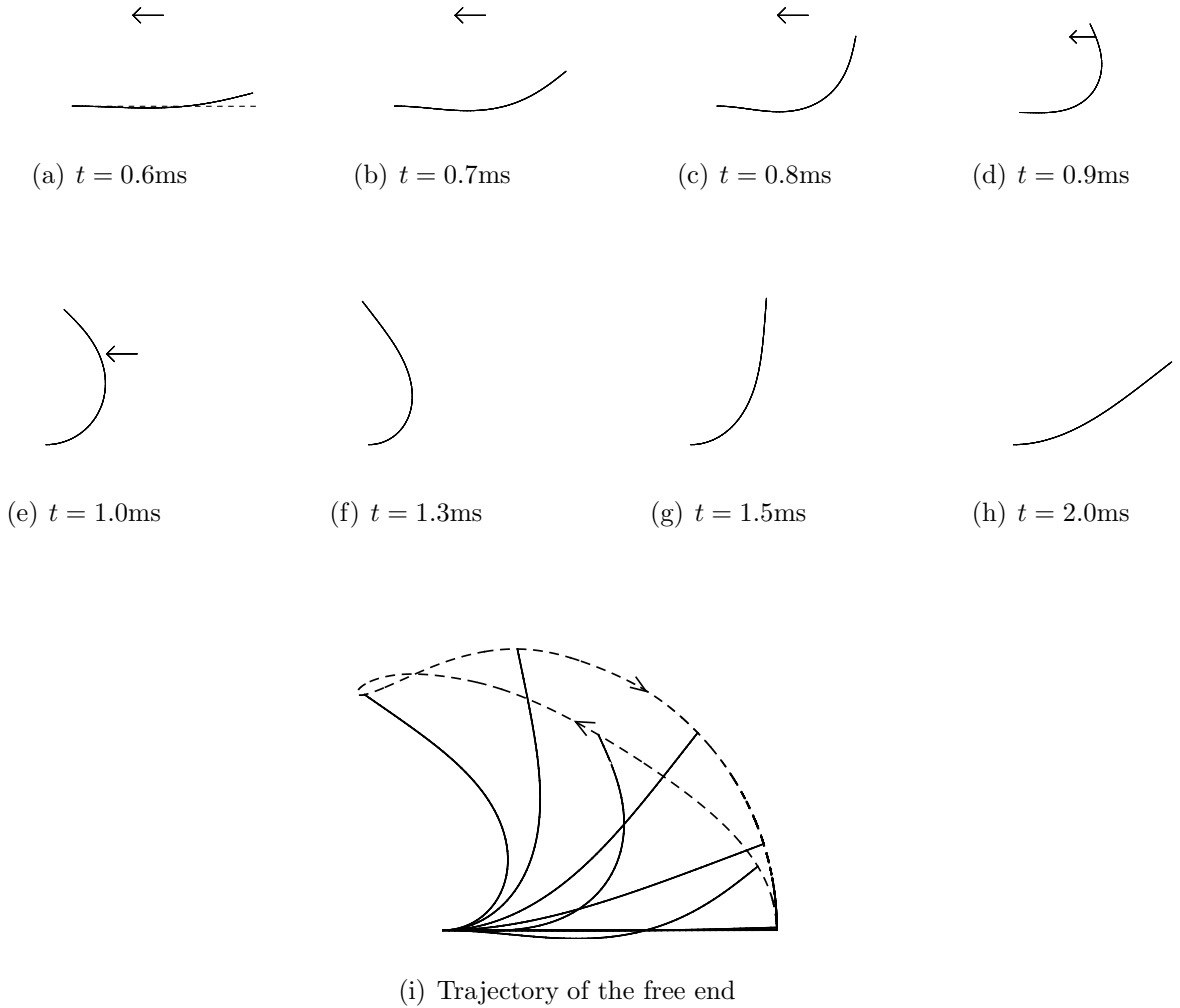 (a) t = 0.6ms
(b) t = 0.7ms
(c) t = 0.8ms
(d) t = 0.9ms
(e) t = 1.0ms
(f) t = 1.3ms
(g) t = 1.5ms
(h) t = 2.0ms
(i) Trajectory of the free end